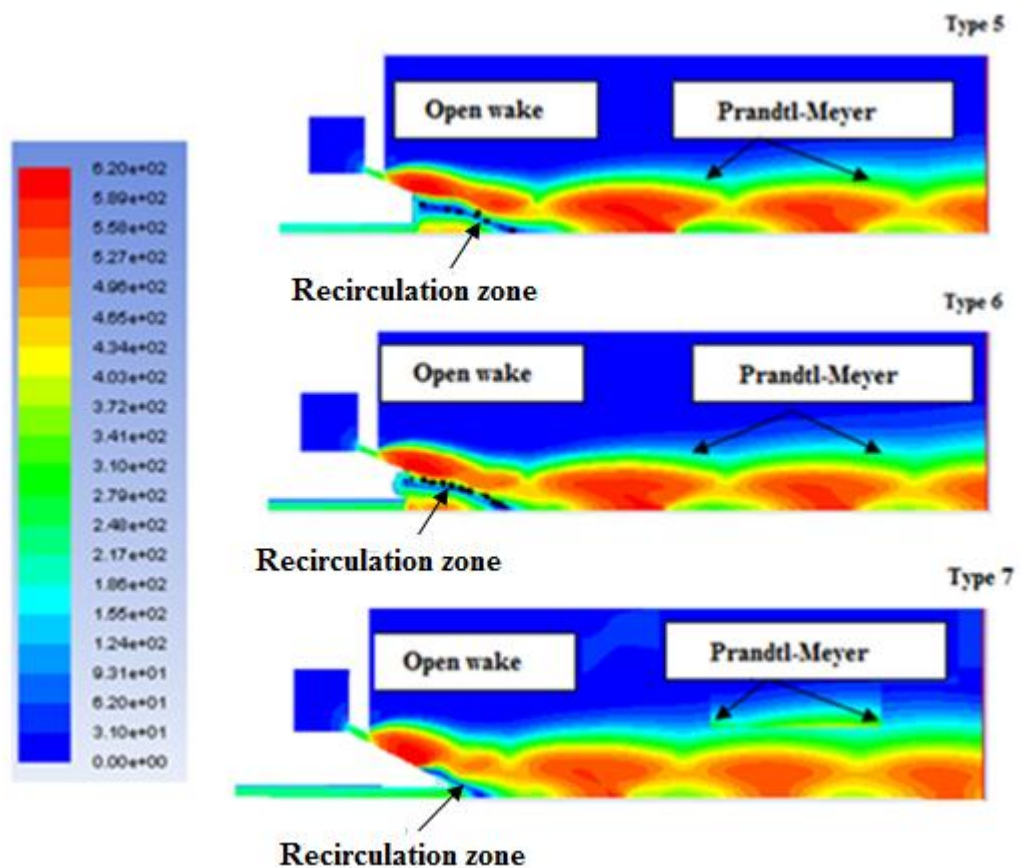 Type 5
Open wake
Prandtl-Meyer
Recirculation zone
Type 6
Open wake
Prandtl-Meyer
Recirculation zone
Type 7
Open wake
Prandtl-Meyer
Recirculation zone
6.20e+02
5.89e+02
5.58e+02
5.27e+02
4.96e+02
4.65e+02
4.34e+02
4.03e+02
3.72e+02
3.41e+02
3.10e+02
2.79e+02
2.48e+02
2.17e+02
1.86e+02
1.55e+02
1.24e+02
9.31e+01
6.20e+01
3.10e+01
0.00e+00